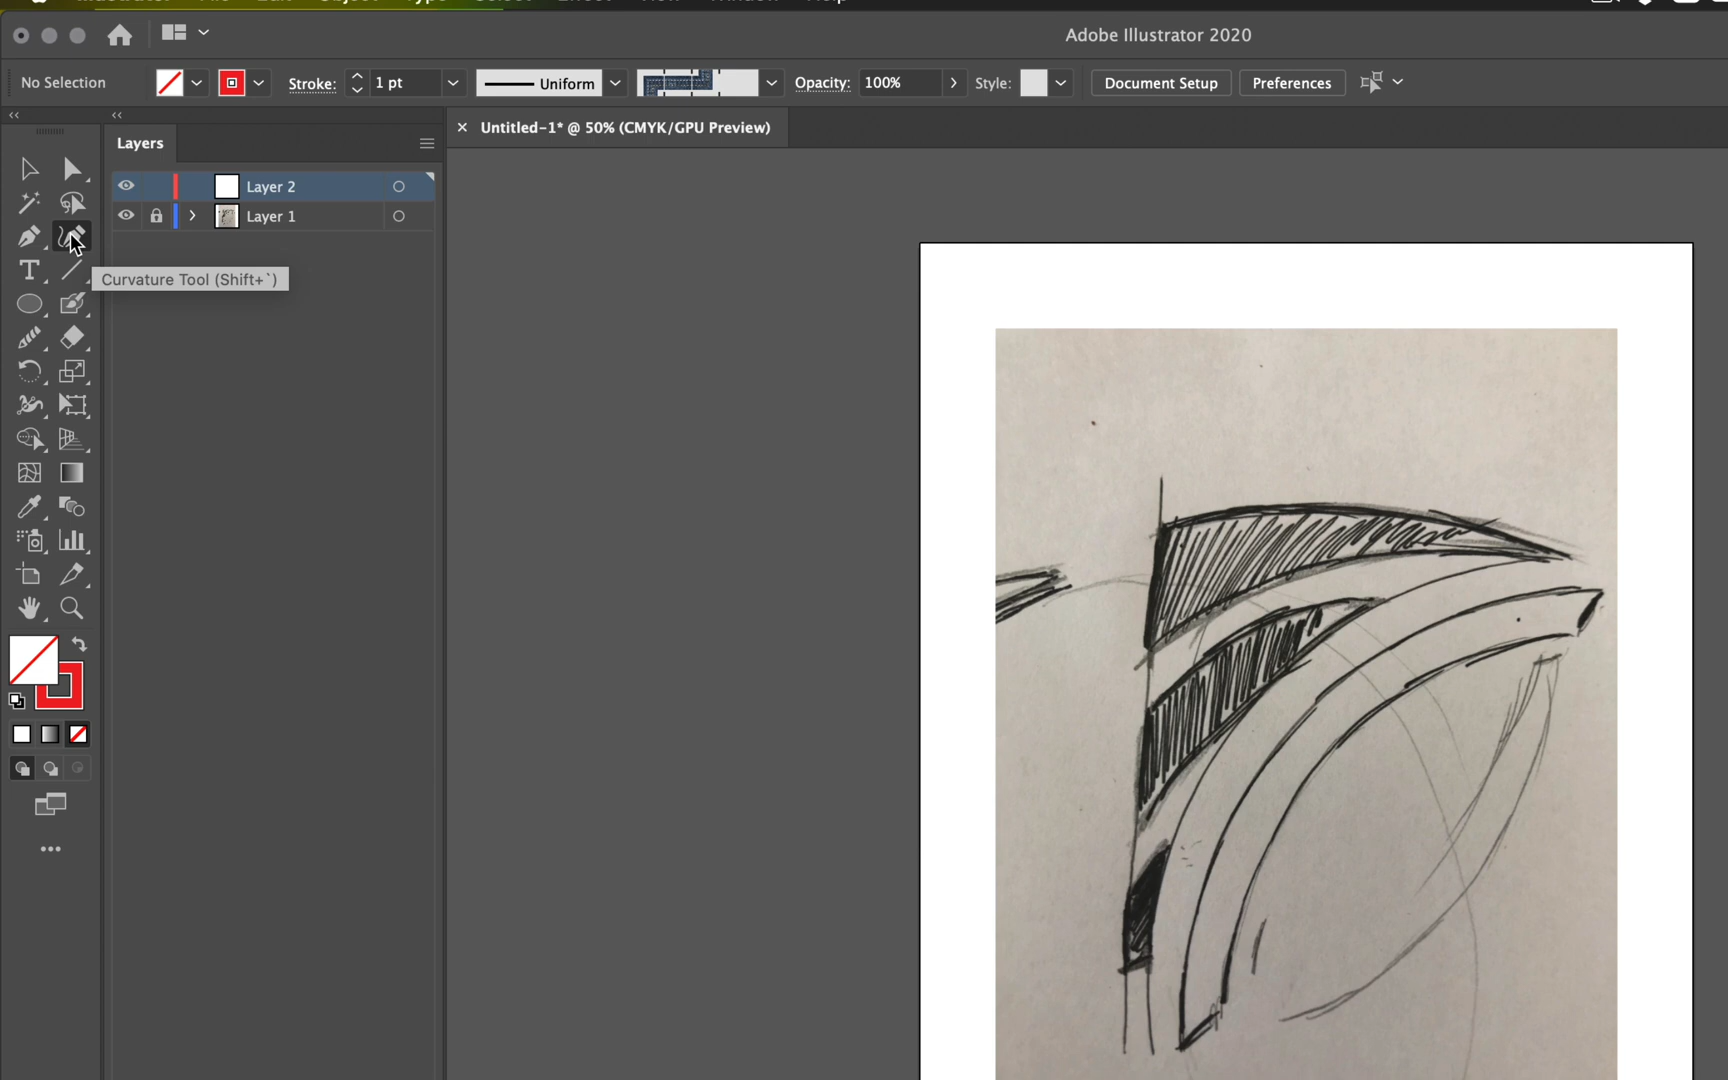 Adobe Illustrator 2020
No Selection
Stroke:
1 pt
Uniform
Opacity:
100%
Style:
Document Setup
Preferences
Layers
Untitled-1* @ 50% (CMYK/GPU Preview)
Layer 2
Layer 1
Curvature Tool (Shift+`)